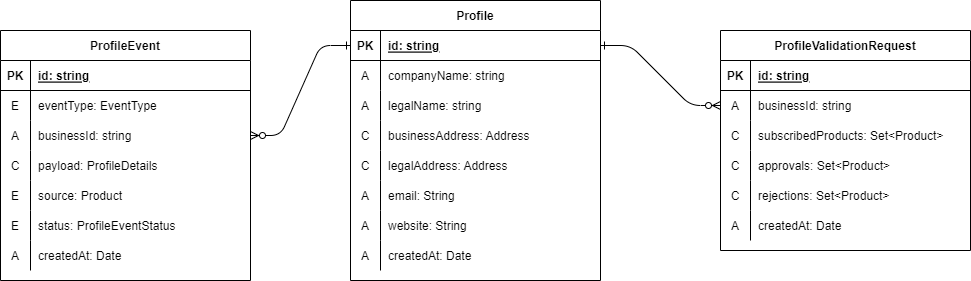 ProfileEvent
PK id: string
E eventType: EventType
A businessId: string
C payload: ProfileDetails
E source: Product
E status: ProfileEventStatus
A createdAt: Date
Profile
PK id: string
A companyName: string
A legalName: string
C businessAddress: Address
C legalAddress: Address
A email: String
A website: String
A createdAt: Date
ProfileValidationRequest
PK id: string
A businessId: string
C subscribedProducts: Set<Product>
C approvals: Set<Product>
C rejections: Set<Product>
A createdAt: Date